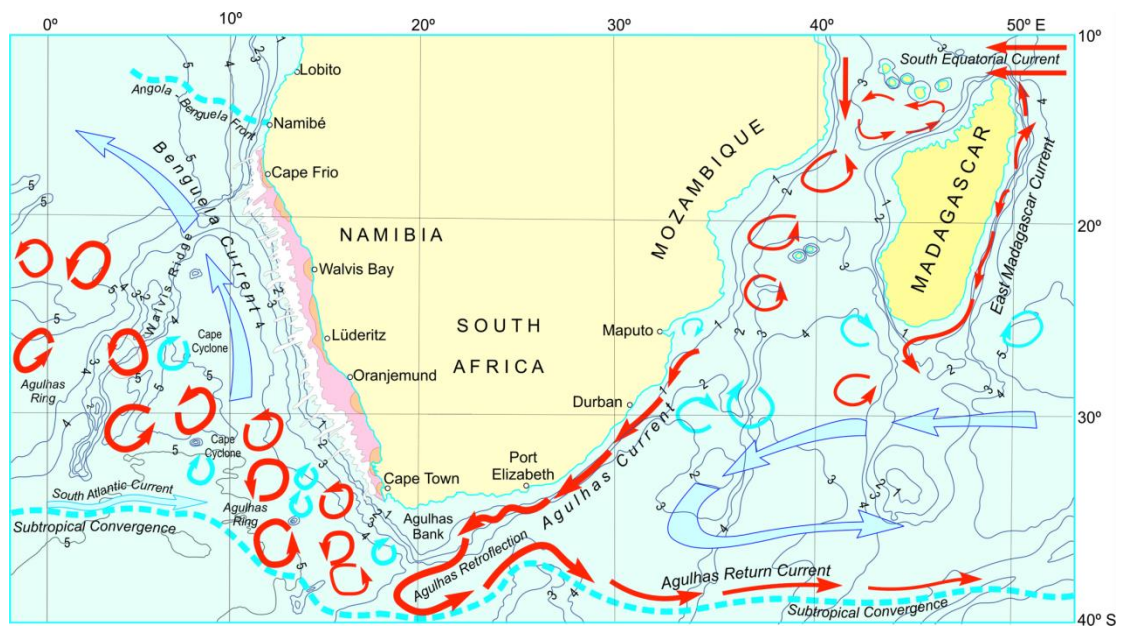 0º
10º
20º
30º
40º
50º E
10º
20º
30º
40º S
Lobito
Angola - Benguela Front
Namibé
Cape Frio
Benguela Current
NAMIBIA
Walvis Bay
Walvis Ridge
Lüderitz
SOUTH
AFRICA
Oranjemund
Cape
Cyclone
Agulhas
Ring
Cape
Cyclone
South Atlantic Current
Agulhas
Ring
Subtropical Convergence
Cape Town
Port
Elizabeth
Agulhas
Bank
Durban
Maputo
MOZAMBIQUE
South Equatorial Current
MADAGASCAR
East Madagascar Current
Agulhas Current
Agulhas Retroflection
Agulhas Return Current
Subtropical Convergence